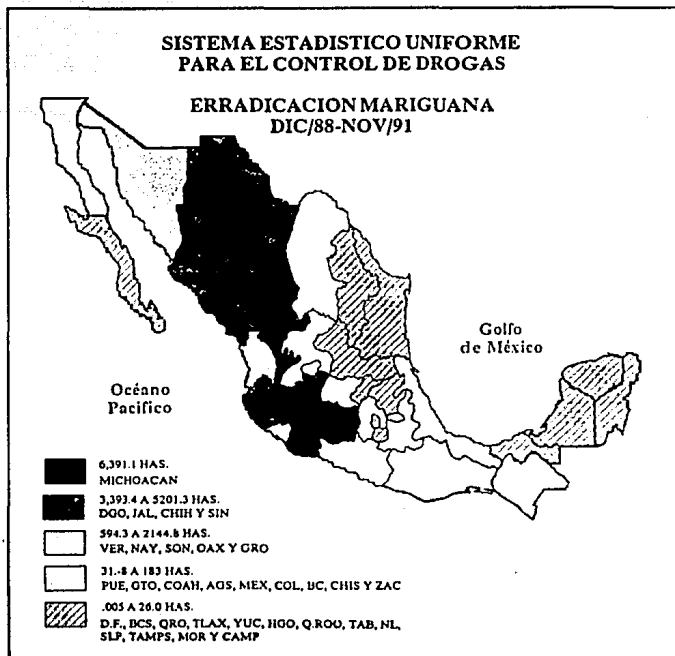 SISTEMA ESTADISTICO UNIFORME
PARA EL CONTROL DE DROGAS
ERRADICACION MARIGUANA
DIC/88-NOV/91
Golfo
de México
Océano
Pacifico
6,391.1 HAS.
MICHOACAN
3,393.4 A 5201.3 HAS.
DGO, JAL, CHIH Y SIN
594.3 A 2144.8 HAS.
VER, NAY, SON, OAX Y GRO
31.-8 A 183 HAS.
PUE, GTO, COAH, AGS, MEX, COL, BC, CHIS Y ZAC
.005 A 26.0 HAS.
D.F., BCS, QRO, TLAX, YUC, HGO, Q.ROO, TAB, NL,
SLP, TAMPS, MOR Y CAMP